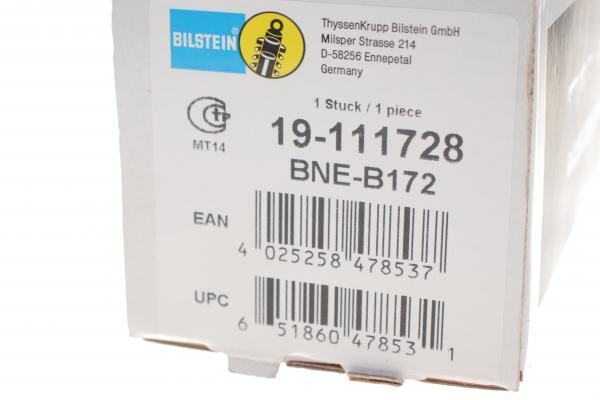 BILSTEIN®
ThyssenKrupp Bilstein GmbH
Milsper Strasse 214
D-58256 Ennepetal
Germany
1 Stuck / 1 piece
MT14
19-111728
BNE-B172
EAN
4 025258 478537
UPC
6 51860 47853 1